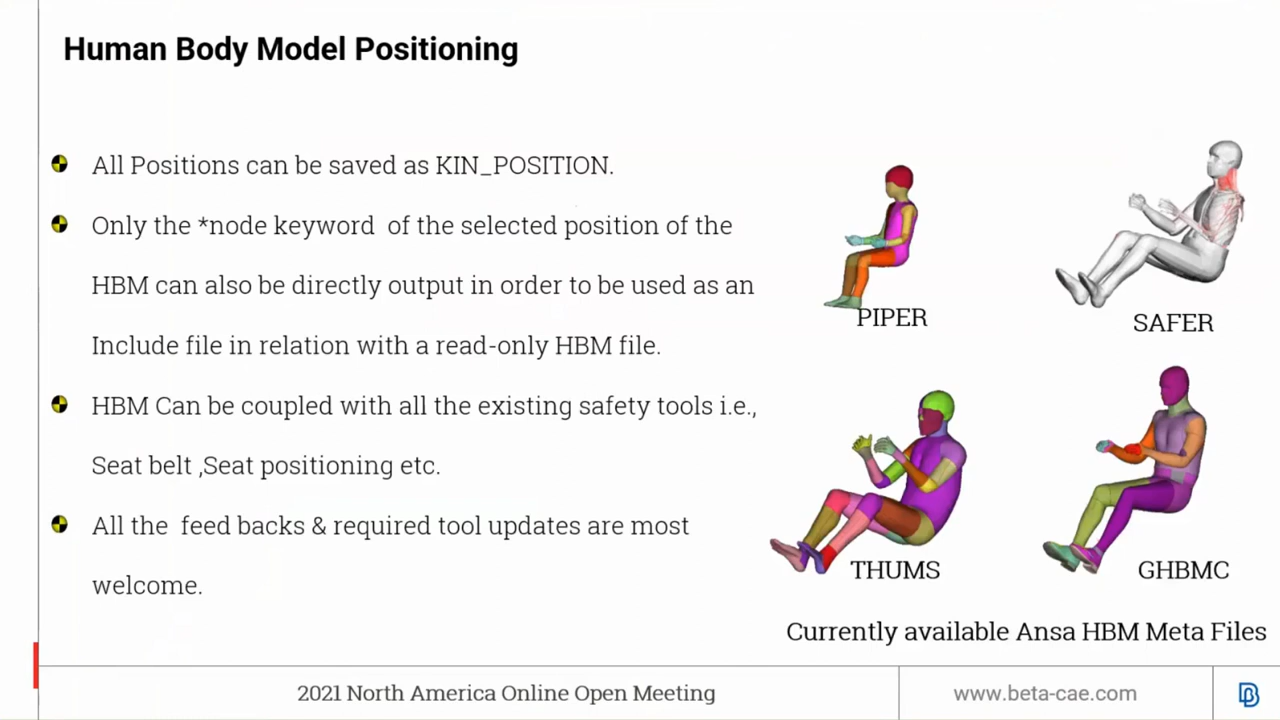 Human Body Model Positioning
All Positions can be saved as KIN_POSITION.
Only the *node keyword of the selected position of the
HBM can also be directly output in order to be used as an
Include file in relation with a read-only HBM file.
HBM Can be coupled with all the existing safety tools i.e.,
Seat belt ,Seat positioning etc.
All the feed backs & required tool updates are most
welcome.
PIPER
SAFER
THUMS
GHBMC
Currently available Ansa HBM Meta Files
2021 North America Online Open Meeting
www.beta-cae.com